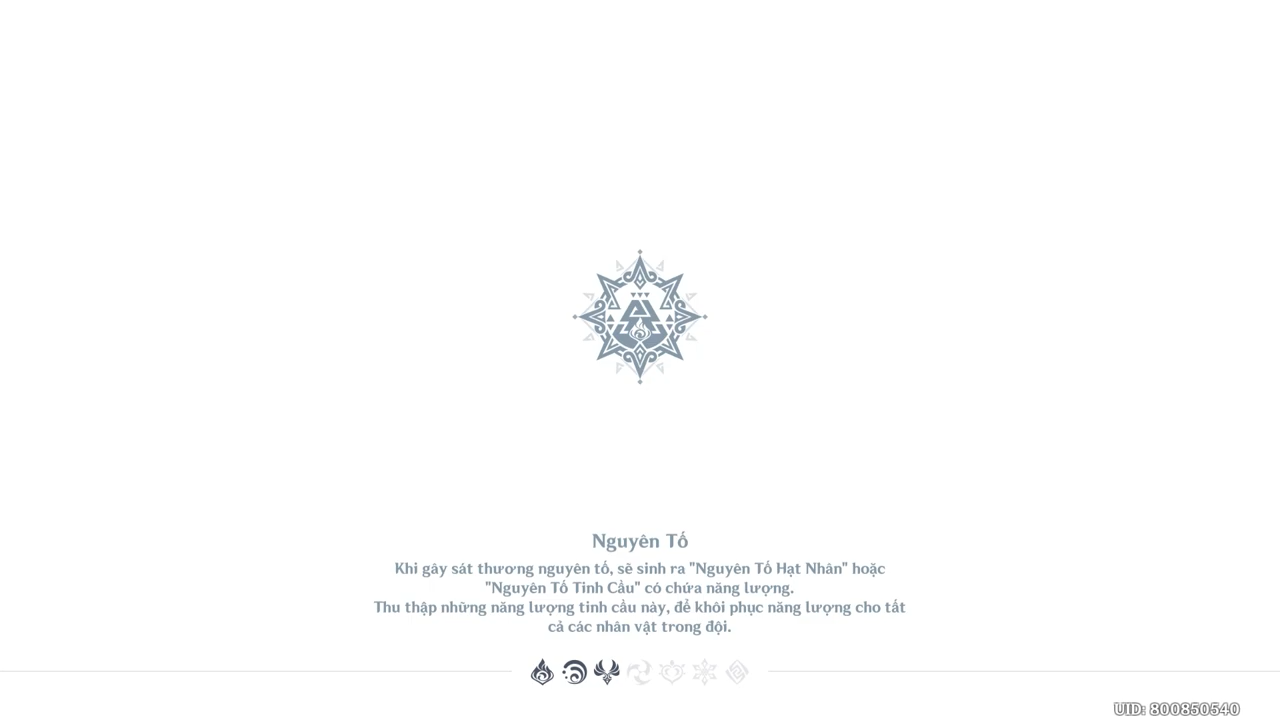 Nguyên Tố
Khi gây sát thương nguyên tố, sẽ sinh ra "Nguyên Tố Hạt Nhân" hoặc
"Nguyên Tố Tinh Cầu" có chứa năng lượng.
Thu thập những năng lượng tinh cầu này, để khôi phục năng lượng cho tất
cả các nhân vật trong đội.
UID: 800850540